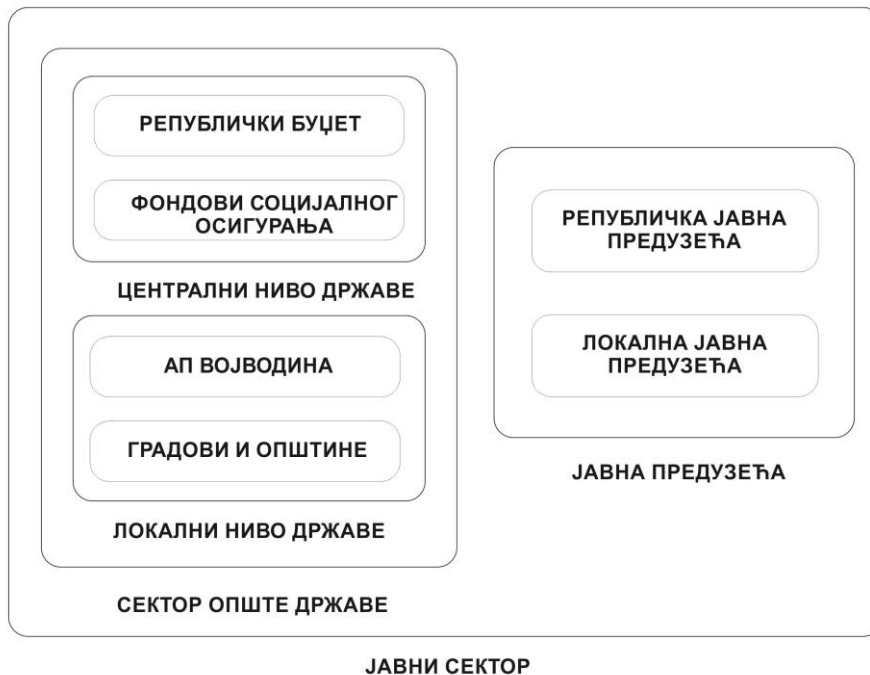 РЕПУБЛИЧКИ БУЏЕТ
ФОНДОВИ СОЦИЈАЛНОГ
ОСИГУРАЊА
ЦЕНТРАЛНИ НИВО ДРЖАВЕ
АП ВОЈВОДИНА
ГРАДОВИ И ОПШТИНЕ
ЛОКАЛНИ НИВО ДРЖАВЕ
СЕКТОР ОПШТЕ ДРЖАВЕ
РЕПУБЛИЧКА ЈАВНА
ПРЕДУЗЕЋА
ЛОКАЛНА ЈАВНА
ПРЕДУЗЕЋА
ЈАВНА ПРЕДУЗЕЋА
ЈАВНИ СЕКТОР